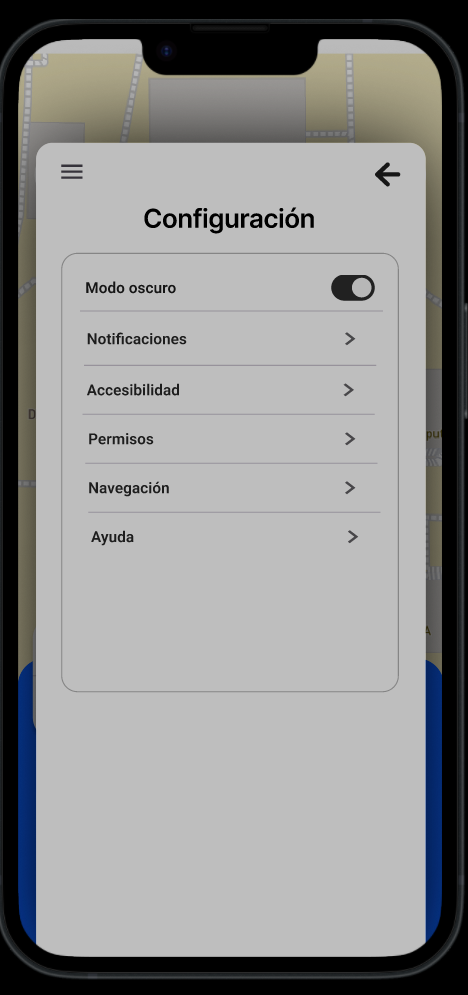 Configuración
Modo oscuro
Notificaciones
Accesibilidad
Permisos
Navegación
Ayuda